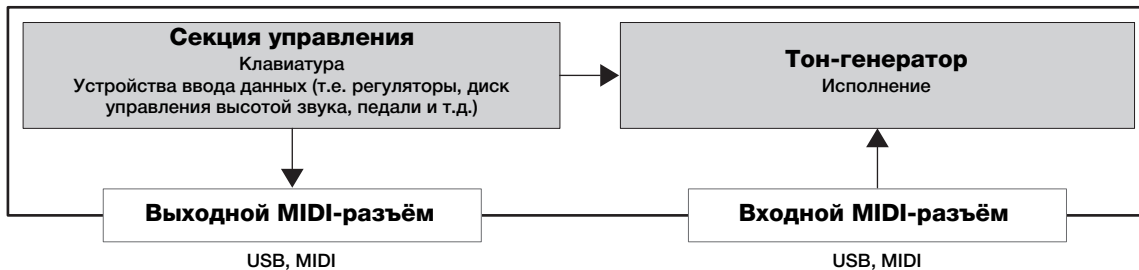 Секция управления
Клавиатура
Устройства ввода данных (т.е. регуляторы, диск
управления высотой звука, педали и т.д.)
Тон-генератор
Исполнение
Выходной MIDI-разъём
Входной MIDI-разъём
USB, MIDI
USB, MIDI